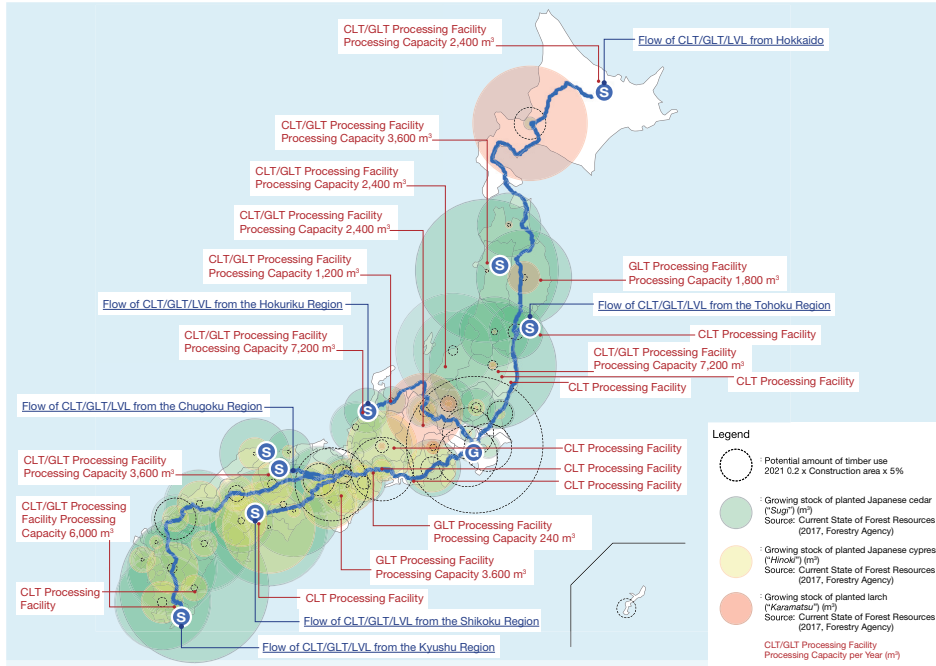 CLT/GLT Processing Facility
Processing Capacity 2,400 m³
Flow of CLT/GLT/LVL from Hokkaido
S
CLT/GLT Processing Facility
Processing Capacity 3,600 m³
CLT/GLT Processing Facility
Processing Capacity 2,400 m³
CLT/GLT Processing Facility
Processing Capacity 2,400 m³
CLT/GLT Processing Facility
Processing Capacity 1,200 m³
S
GLT Processing Facility
Processing Capacity 1,800 m³
Flow of CLT/GLT/LVL from the Hokuriku Region
Flow of CLT/GLT/LVL from the Tohoku Region
S
CLT/GLT Processing Facility
Processing Capacity 7,200 m³
CLT Processing Facility
CLT/GLT Processing Facility
Processing Capacity 7,200 m³
CLT Processing Facility
CLT Processing Facility
Flow of CLT/GLT/LVL from the Chugoku Region
S
G
S
S
CLT/GLT Processing Facility
Processing Capacity 3,600 m³
CLT Processing Facility
CLT Processing Facility
CLT Processing Facility
CLT/GLT Processing
Facility Processing
Capacity 6,000 m³
S
GLT Processing Facility
Processing Capacity 240 m³
GLT Processing Facility
Processing Capacity 3.600 m³
CLT Processing
Facility
CLT Processing Facility
S
Flow of CLT/GLT/LVL from the Shikoku Region
Flow of CLT/GLT/LVL from the Kyushu Region
Legend
: Potential amount of timber use
2021 0.2 x Construction area x 5%
: Growing stock of planted Japanese cedar
("Sugi") (m³)
Source: Current State of Forest Resources
(2017, Forestry Agency)
: Growing stock of planted Japanese cypres
("Hinoki") (m³)
Source: Current State of Forest Resources
(2017, Forestry Agency)
: Growing stock of planted larch
("Karamatsu") (m³)
Source: Current State of Forest Resources
(2017, Forestry Agency)
CLT/GLT Processing Facility
Processing Capacity per Year (m³)